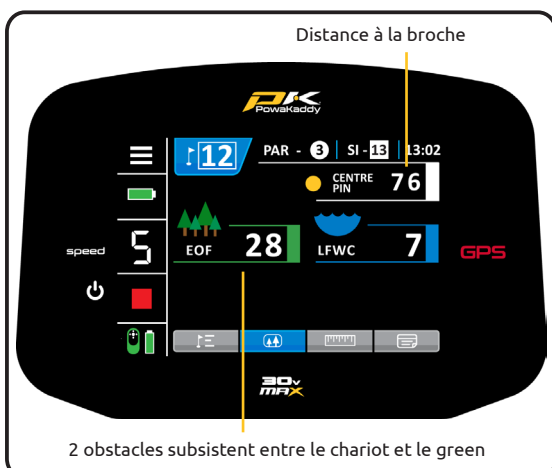 Distance à la broche
PK
PowaKaddy
12 PAR - 3 SI - 13 13:02
CENTRE PIN 76
EOF 28 LFWC 7
speed 5 GPS
30v
MAX
2 obstacles subsistent entre le chariot et le green